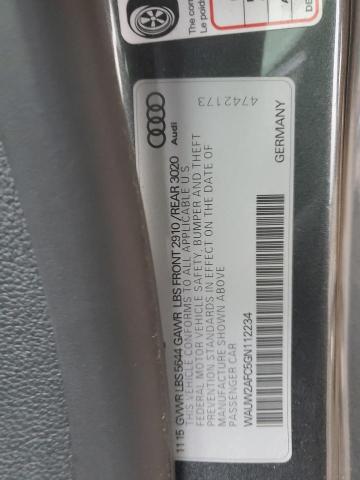 The con
Le poids
4742173
Audi
GERMANY
11 15 GVWR LBS 5644 GAWR LBS FRONT 2910 / REAR 3020
THIS VEHICLE CONFORMS TO ALL APPLICABLE U S
FEDERAL MOTOR VEHICLE SAFETY, BUMPER AND THEFT
PREVENTION STANDARDS IN EFFECT ON THE DATE OF
MANUFACTURE SHOWN ABOVE
PASSENGER CAR
WAUW2AFC5GN112234